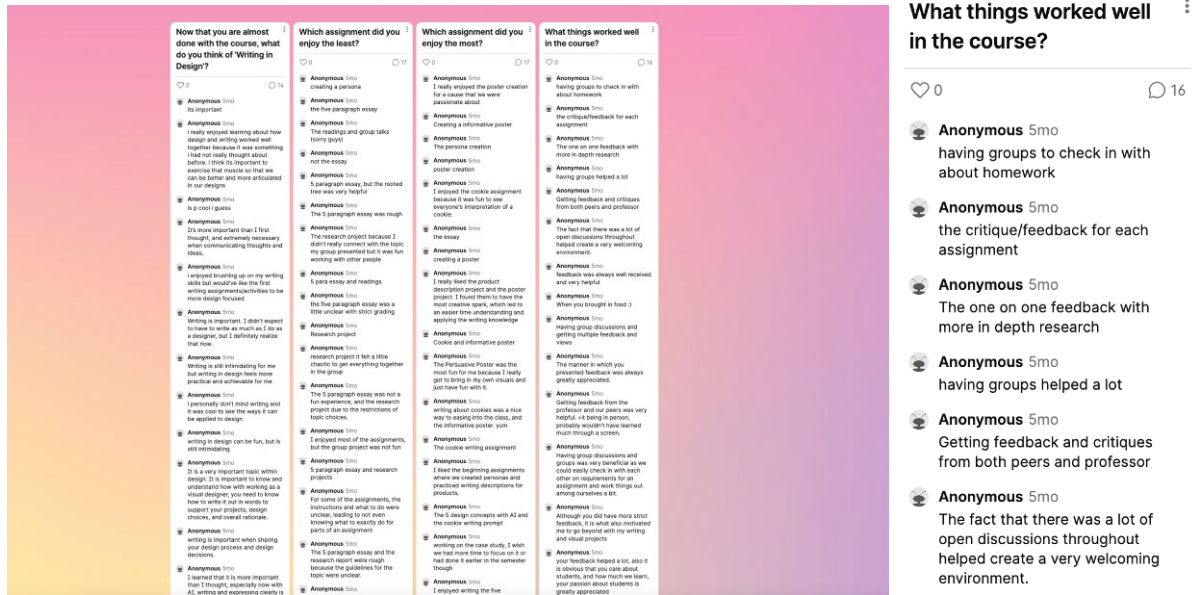 Now that you are almost
done with the course, what
do you think of 'Writing in
Design'?
0
14
Anonymous 5mo
Its important
Anonymous 5mo
i really enjoyed learning about how
design and writing worked well
together because it was something
i had not really thought about
before. i think its important to
exercise that muscle so that we
can be better and more articulated
in our designs
Anonymous 5mo
is p cool i guess
Anonymous 5mo
It's more important than I first
thought, and extremely necessary
when communicating thoughts and
ideas,
Anonymous 5mo
i enjoyed brushing up on my writing
skills but would've like the first
writing assignments/activities to be
more design focused
Anonymous 5mo
Writing is important. I didn't expect
to have to write as much as I do as
a designer, but I definitely realize
that now.
Anonymous 5mo
Writing is still intimidating for me
but writing in design feels more
practical and achievable for me
Anonymous 5mo
I personally don't mind writing and
it was cool to see the ways it can
be applied to design
Anonymous 5mo
writing in design can be fun, but is
still intimidating
Anonymous 5mo
It is a very important topic within
design. It is important to know and
understand how with working as a
visual designer, you need to know
how to write it out in words to
support your projects, design
choices, and overall rationale.
Anonymous 5mo
writing is important when sharing
your design process and design
decisions.
Anonymous 5mo
I learned that it is more important
than I thought, especially now with
AI, writing and expressing clearly is
Which assignment did you
enjoy the least?
0
17
Anonymous 5mo
creating a persona
Anonymous 5mo
the five paragraph essay
Anonymous 5mo
The readings and group talks
(sorry guys)
Anonymous 5mo
not the essay
Anonymous 5mo
5 paragraph essay, but the rooted
tree was very helpful
Anonymous 5mo
The 5 paragraph essay was rough
Anonymous 5mo
The research project because I
didn't really connect with the topic
my group presented but it was fun
working with other people
Anonymous 5mo
5 para essay and readings
Anonymous 5mo
the five paragraph essay was a
little unclear with strict grading
Anonymous 5mo
Research project
Anonymous 5mo
research project it felt a little
chaotic to get everything together
in the group
Anonymous 5mo
The 5 paragraph essay was not a
fun experience, and the research
project due to the restrictions of
topic choices.
Anonymous 5mo
I enjoyed most of the assignments,
but the group project was not fun
Anonymous 5mo
5 paragraph essay and research
projects
Anonymous 5mo
For some of the assignments, the
instructions and what to do were
unclear, leading to not even
knowing what to exactly do for
parts of an assignment
Anonymous 5mo
The 5 paragraph essay and the
research report were rough
because the guidelines for the
topic were unclear.
Anonymous 5mo
Which assignment did you
enjoy the most?
0
17
Anonymous 5mo
I really enjoyed the poster creation
for a cause that we were
passionate about
Anonymous 5mo
Creating a informative poster
Anonymous 5mo
The persona creation
Anonymous 5mo
poster creation
Anonymous 5mo
I enjoyed the cookie assignment
because it was fun to see
everyone's interpretation of a
cookie.
Anonymous 5mo
the essay
Anonymous 5mo
creating a poster
Anonymous 5mo
I really liked the product
description project and the poster
project. I found them to have the
most creative spark, which led to
an easier time understanding and
applying the writing knowledge
Anonymous 5mo
Cookie and informative poster
Anonymous 5mo
The Persuasive Poster was the
most fun for me because I really
got to bring in my own visuals and
just have fun with it.
Anonymous 5mo
writing about cookies was a nice
way to easing into the class, and
the informative poster. yum
Anonymous 5mo
The cookie writing assignment
Anonymous 5mo
I liked the beginning assignments
where we created personas and
practiced writing descriptions for
products.
Anonymous 5mo
The 5 design concepts with AI and
the cookie writing prompt
Anonymous 5mo
working on the case study, I wish
we had more time to focus on it or
had done it earlier in the semester
though
Anonymous 5mo
I enjoyed writing the five
What things worked well
in the course?
0
16
Anonymous 5mo
having groups to check in with
about homework
Anonymous 5mo
the critique/feedback for each
assignment
Anonymous 5mo
The one on one feedback with
more in depth research
Anonymous 5mo
having groups helped a lot
Anonymous 5mo
Getting feedback and critiques
from both peers and professor
Anonymous 5mo
The fact that there was a lot of
open discussions throughout
helped create a very welcoming
environment.
Anonymous 5mo
feedback was always well received
and very helpful
Anonymous 5mo
When you brought in food :)
Anonymous 5mo
Having group discussions and
getting multiple feedback and
views
Anonymous 5mo
The manner in which you
presented feedback was always
greatly appreciated.
Anonymous 5mo
Getting feedback from the
professor and our peers was very
helpful. +it being in person,
probably wouldn't have learned
much through a screen.
Anonymous 5mo
Having group discussions and
groups was very beneficial as we
could easily check in with each
other on requirements for an
assignment and work things out
among ourselves a bit.
Anonymous 5mo
Although you did have more strict
feedback, it is what also motivated
me to go beyond with my writing
and visual projects
Anonymous 5mo
your feedback helped a lot, also it
is obvious that you care about
students, and how much we learn,
your passion about students is
greatly appreciated
What things worked well
in the course?
0
16
Anonymous 5mo
having groups to check in with
about homework
Anonymous 5mo
the critique/feedback for each
assignment
Anonymous 5mo
The one on one feedback with
more in depth research
Anonymous 5mo
having groups helped a lot
Anonymous 5mo
Getting feedback and critiques
from both peers and professor
Anonymous 5mo
The fact that there was a lot of
open discussions throughout
helped create a very welcoming
environment.